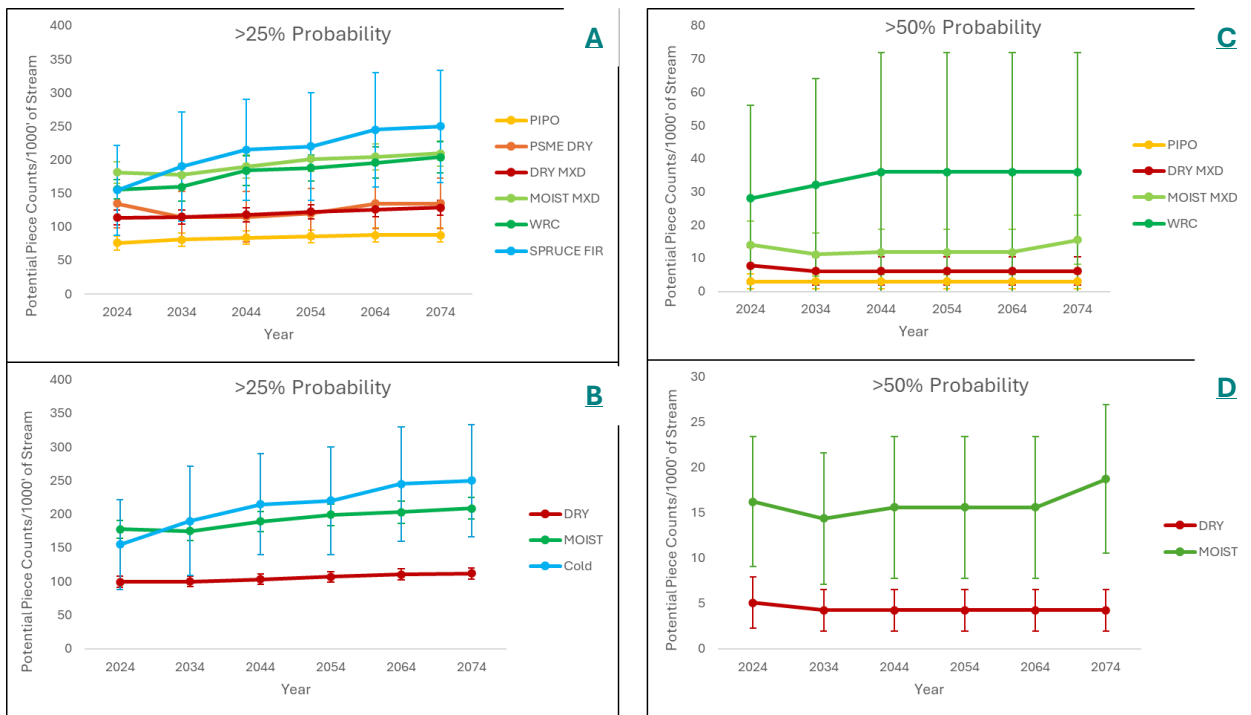 >25% Probability
A
Potential Piece Counts/1000' of Stream
400
350
300
250
200
150
100
50
0
2024 2034 2044 2054 2064 2074
Year
PIPO
PSME DRY
DRY MXD
MOIST MXD
WRC
SPRUCE FIR
>50% Probability
C
Potential Piece Counts/1000' of Stream
80
70
60
50
40
30
20
10
0
2024 2034 2044 2054 2064 2074
Year
PIPO
DRY MXD
MOIST MXD
WRC
>25% Probability
B
Potential Piece Counts/1000' of Stream
400
350
300
250
200
150
100
50
0
2024 2034 2044 2054 2064 2074
Year
DRY
MOIST
Cold
>50% Probability
D
Potential Piece Counts/1000' of Stream
30
25
20
15
10
5
0
2024 2034 2044 2054 2064 2074
Year
DRY
MOIST